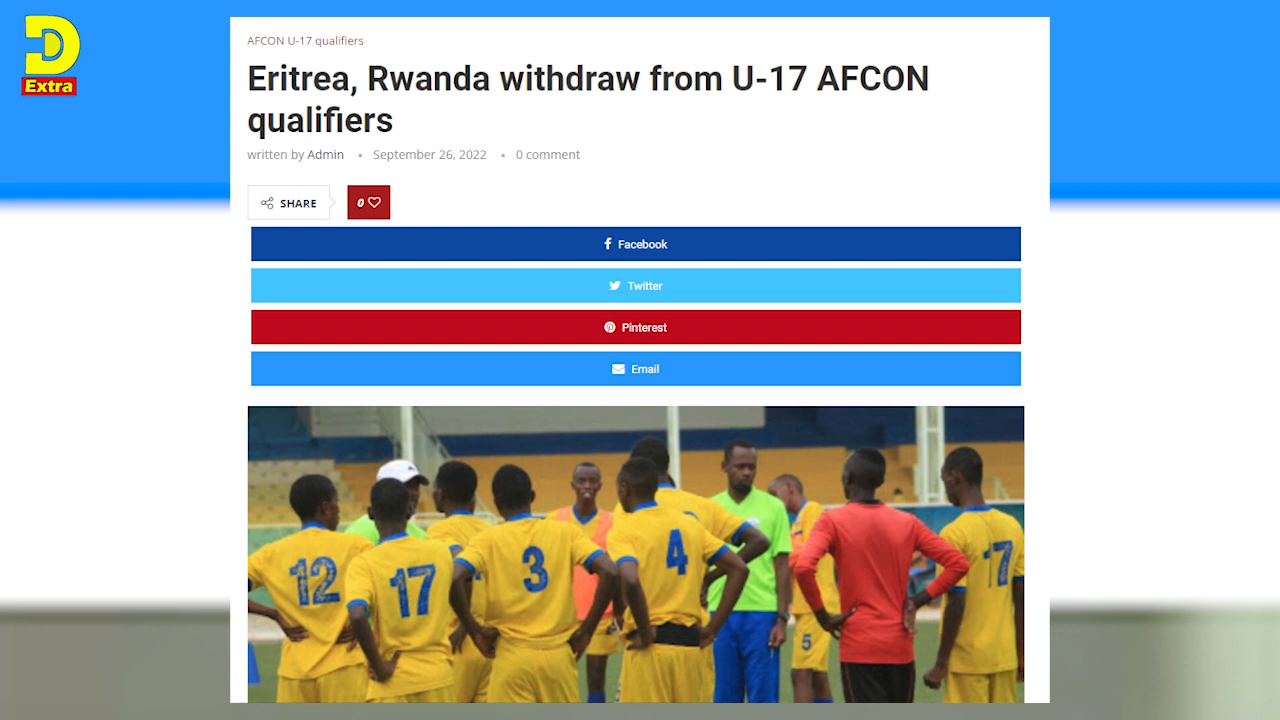 D
Extra
AFCON U-17 qualifiers
Eritrea, Rwanda withdraw from U-17 AFCON
qualifiers
written by Admin • September 26, 2022 • 0 comment
SHARE
0
Facebook
Twitter
Pinterest
Email
12
17
3
4
5
17